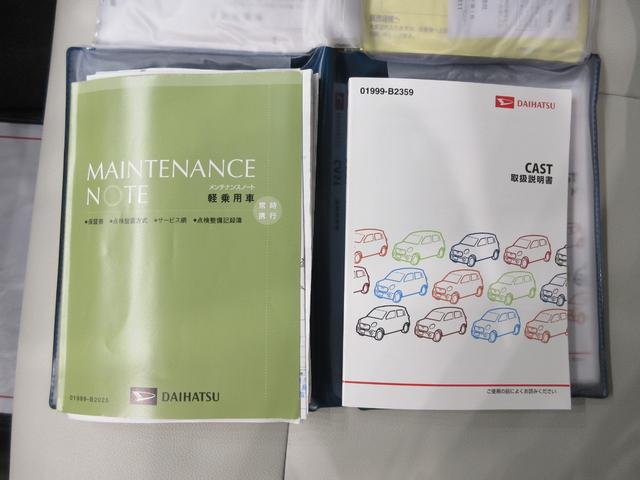 MAINTENANCE
NOTE
メンテナンスノート
軽乗用車
常時
携行
●保証書 ●点検整備方式 ●サービス網 ●点検整備記録簿
01999-B2025
DAIHATSU
01999-B2359
DAIHATSU
CAST
取扱説明書
ご使用の前によくお読みください